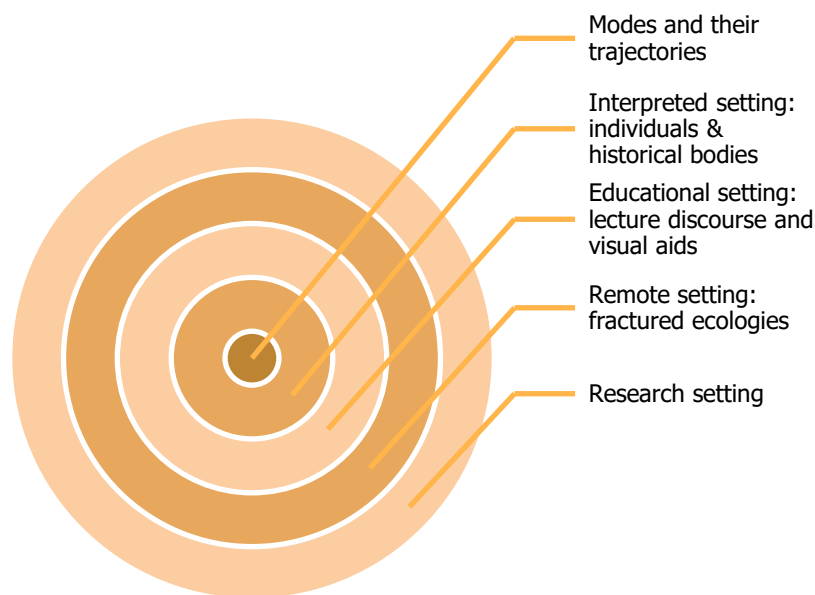 Modes and their
trajectories
Interpreted setting:
individuals &
historical bodies
Educational setting:
lecture discourse and
visual aids
Remote setting:
fractured ecologies
Research setting